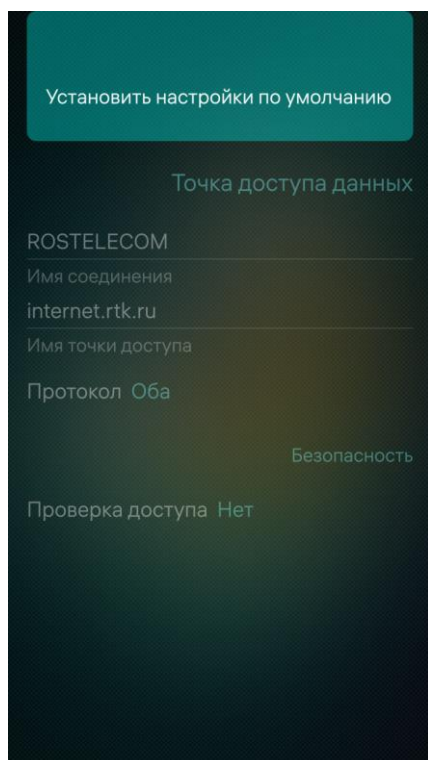 Установить настройки по умолчанию
Точка доступа данных
ROSTELECOM
Имя соединения
internet.rtk.ru
Имя точки доступа
Протокол Оба
Безопасность
Проверка доступа Нет